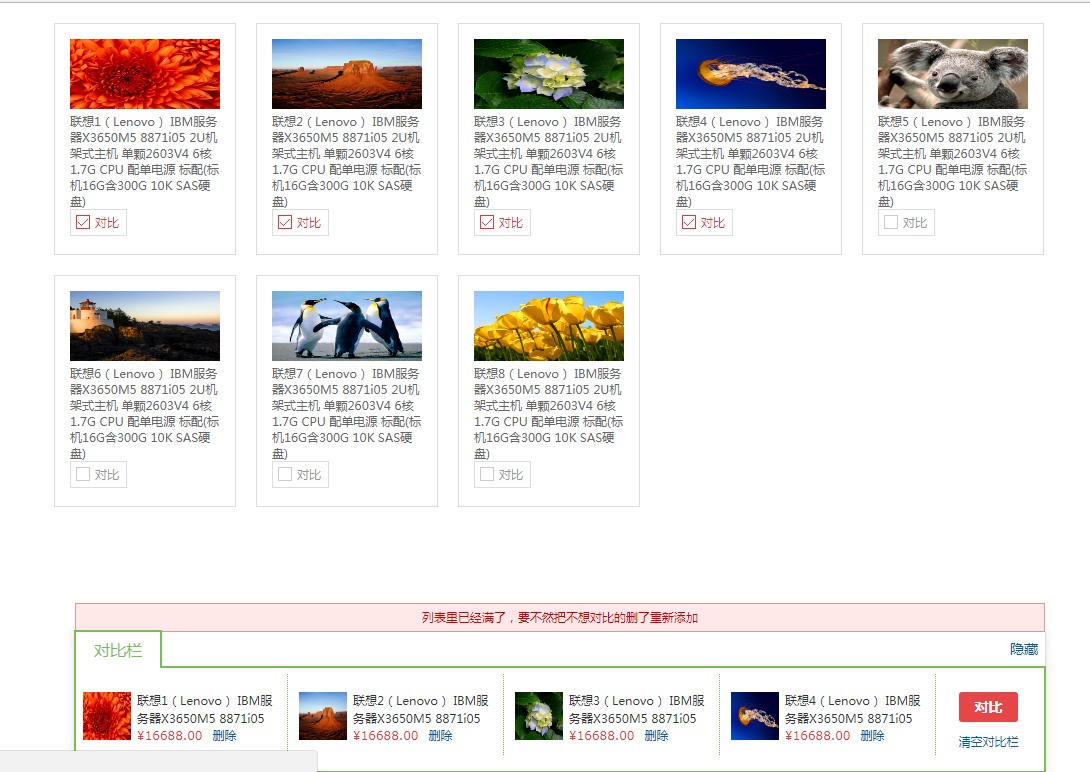 联想1（Lenovo） IBM服务
器X3650M5 8871i05 2U机
架式主机 单颗2603V4 6核
1.7G CPU 配单电源 标配(标
机16G含300G 10K SAS硬
盘)
对比
联想2（Lenovo） IBM服务
器X3650M5 8871i05 2U机
架式主机 单颗2603V4 6核
1.7G CPU 配单电源 标配(标
机16G含300G 10K SAS硬
盘)
对比
联想3（Lenovo） IBM服务
器X3650M5 8871i05 2U机
架式主机 单颗2603V4 6核
1.7G CPU 配单电源 标配(标
机16G含300G 10K SAS硬
盘)
对比
联想4（Lenovo） IBM服务
器X3650M5 8871i05 2U机
架式主机 单颗2603V4 6核
1.7G CPU 配单电源 标配(标
机16G含300G 10K SAS硬
盘)
对比
联想5（Lenovo） IBM服务
器X3650M5 8871i05 2U机
架式主机 单颗2603V4 6核
1.7G CPU 配单电源 标配(标
机16G含300G 10K SAS硬
盘)
对比
联想6（Lenovo） IBM服务
器X3650M5 8871i05 2U机
架式主机 单颗2603V4 6核
1.7G CPU 配单电源 标配(标
机16G含300G 10K SAS硬
盘)
对比
联想7（Lenovo） IBM服务
器X3650M5 8871i05 2U机
架式主机 单颗2603V4 6核
1.7G CPU 配单电源 标配(标
机16G含300G 10K SAS硬
盘)
对比
联想8（Lenovo） IBM服务
器X3650M5 8871i05 2U机
架式主机 单颗2603V4 6核
1.7G CPU 配单电源 标配(标
机16G含300G 10K SAS硬
盘)
对比
列表里已经满了，要不然把不想对比的删了重新添加
对比栏
隐藏
联想1（Lenovo） IBM服
务器X3650M5 8871i05
¥16688.00 删除
联想2（Lenovo） IBM服
务器X3650M5 8871i05
¥16688.00 删除
联想3（Lenovo） IBM服
务器X3650M5 8871i05
¥16688.00 删除
联想4（Lenovo） IBM服
务器X3650M5 8871i05
¥16688.00 删除
对比
清空对比栏